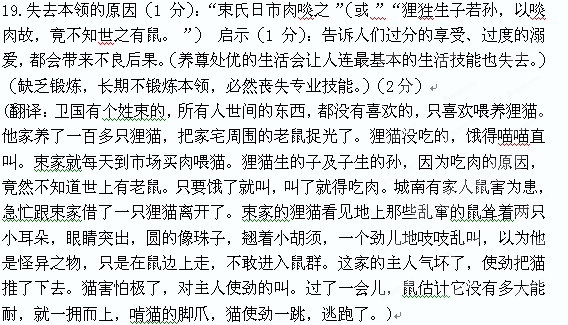 19.失去本领的原因（1 分）：“束氏日市肉啖之 ”（或 ” “狸狌生子若孙，以啖
肉故，竟不知世之有鼠。 ”） 启示（1 分）：告诉人们过分的享受、过度的溺
爱，都会带来不良后果。（养尊处优的生活会让人连最基本的生活技能也失去。）
（缺乏锻炼，长期不锻炼本领，必然丧失专业技能。）（2 分）
(翻译：卫国有个姓束的，所有人世间的东西，都没有喜欢的，只喜欢喂养狸猫。
他家养了一百多只狸猫，把家宅周围的老鼠捉光了。狸猫没吃的，饿得喵喵直
叫。束家就每天到市场买肉喂猫。狸猫生的子及子生的孙，因为吃肉的原因，
竟然不知道世上有老鼠。只要饿了就叫，叫了就得吃肉。城南有家人鼠害为患，
急忙跟束家借了一只狸猫离开了。束家的狸猫看见地上那些乱窜的鼠耸着两只
小耳朵，眼睛突出，圆的像珠子，翘着小胡须，一个劲儿地吱吱乱叫，以为他
是怪异之物，只是在鼠边上走，不敢进入鼠群。这家的主人气坏了，使劲把猫
推了下去。猫害怕极了，对主人使劲的叫。过了一会儿，鼠估计它没有多大能
耐，就一拥而上，啃猫的脚爪，猫使劲一跳，逃跑了。）